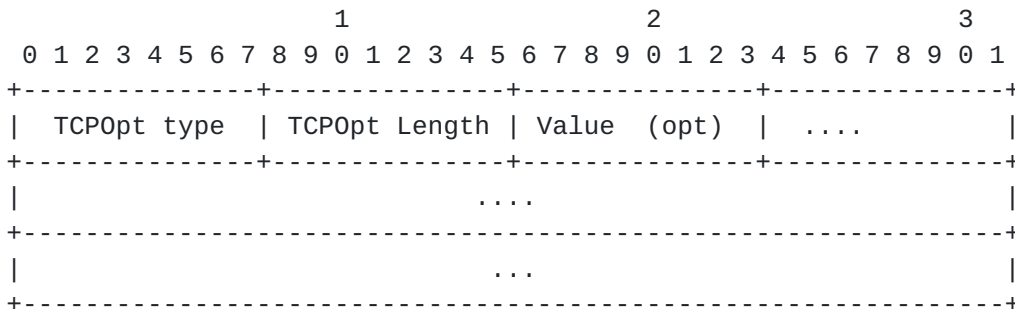 1                   2                   3
 0 1 2 3 4 5 6 7 8 9 0 1 2 3 4 5 6 7 8 9 0 1 2 3 4 5 6 7 8 9 0 1
+---------------+---------------+---------------+---------------+
|  TCPOpt type  | TCPOpt Length | Value  (opt)  |  ....         |
+---------------+---------------+---------------+---------------+
|                             ....                              |
+---------------------------------------------------------------+
|                              ...                              |
+---------------------------------------------------------------+